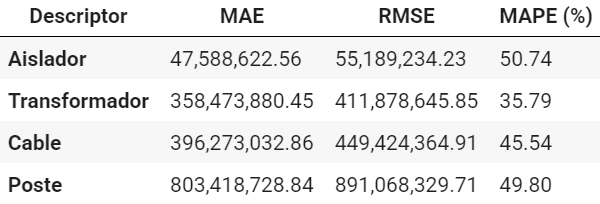 Descriptor MAE RMSE MAPE (%)
Aislador 47,588,622.56 55,189,234.23 50.74
Transformador 358,473,880.45 411,878,645.85 35.79
Cable 396,273,032.86 449,424,364.91 45.54
Poste 803,418,728.84 891,068,329.71 49.80